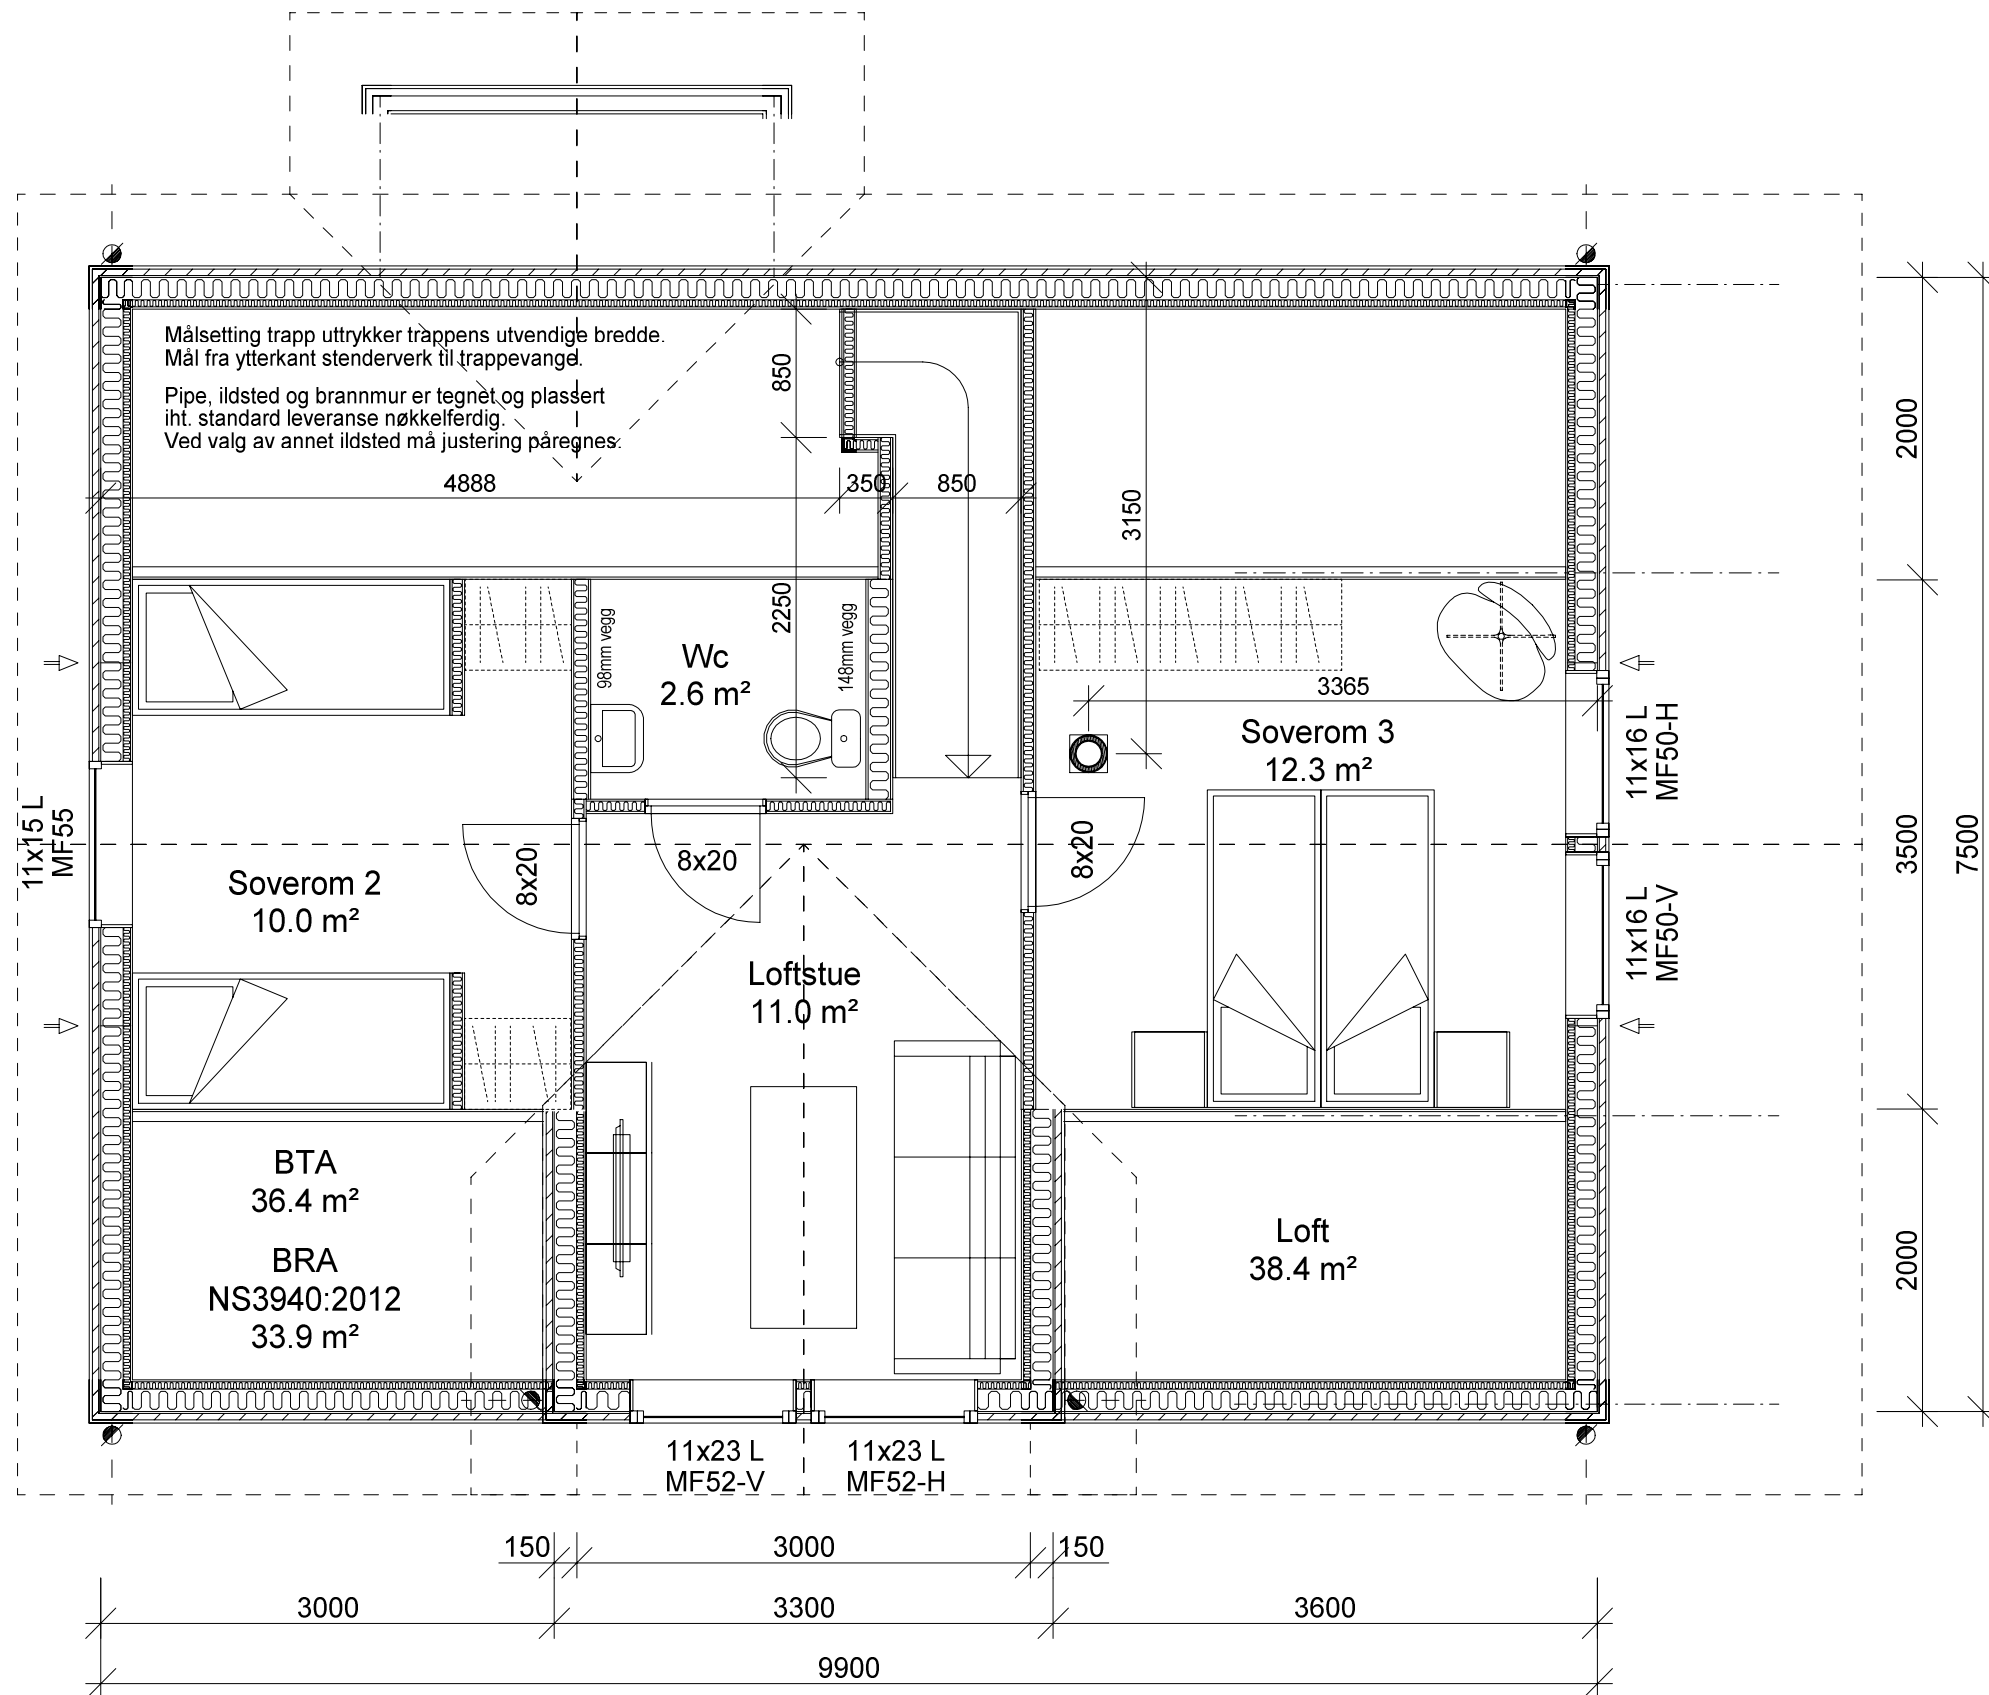 Målsetting trapp uttrykker trappens utvendige bredde.
Mål fra ytterkant stenderverk til trappevange.
Pipe, ildsted og brannmur er tegnet og plassert
iht. standard leveranse nøkkelferdig.
Ved valg av annet ildsted må justering påregnes.
850
4888
350
850
3150
2000
2250
98mm vegg
148mm vegg
Wc
2.6 m²
3365
Soverom 3
12.3 m²
11x16 L
MF50-H
11x15 L
MF55
8x20
8x20
8x20
3500
7500
Soverom 2
10.0 m²
11x16 L
MF50-V
Loftstue
11.0 m²
BTA
36.4 m²
BRA
NS3940:2012
33.9 m²
Loft
38.4 m²
2000
11x23 L
MF52-V
11x23 L
MF52-H
150
3000
150
3000
3300
3600
9900